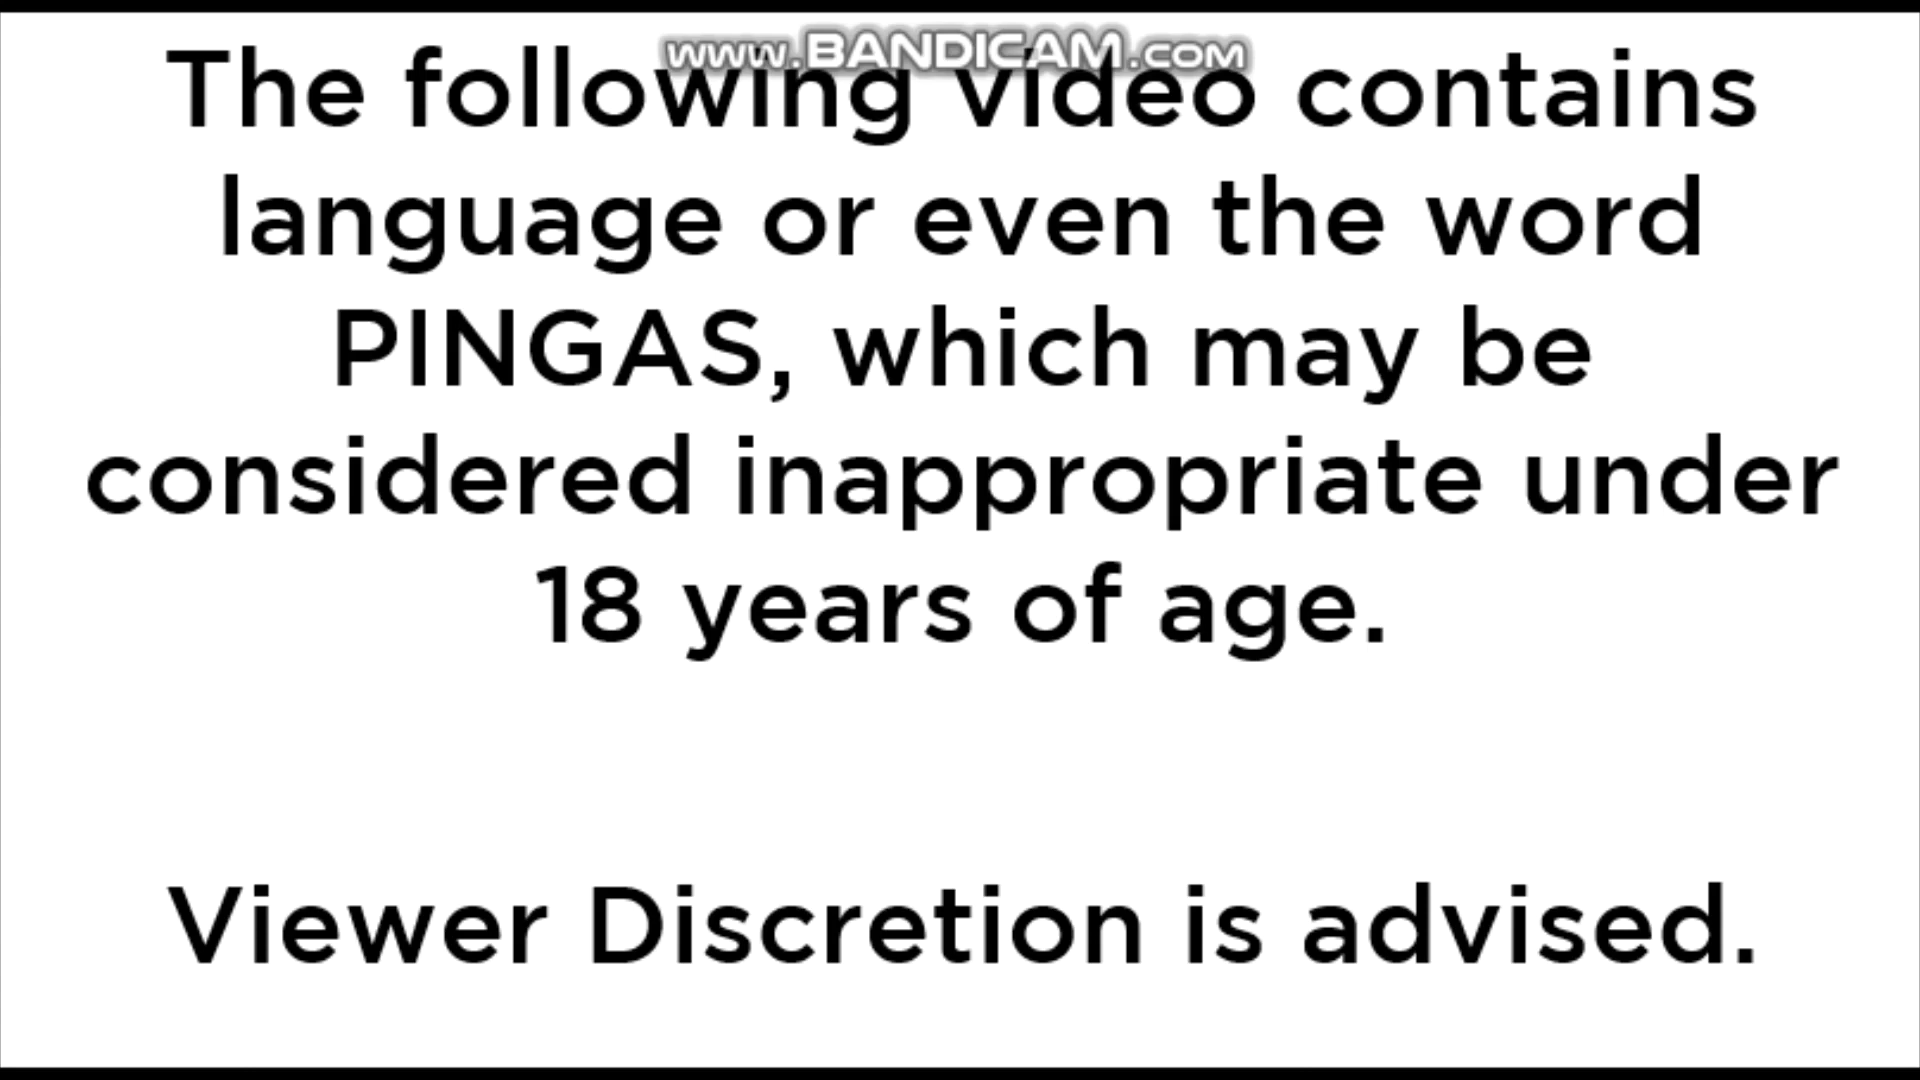 www.BANDICAM.com
The following video contains
language or even the word
PINGAS, which may be
considered inappropriate under
18 years of age.
Viewer Discretion is advised.